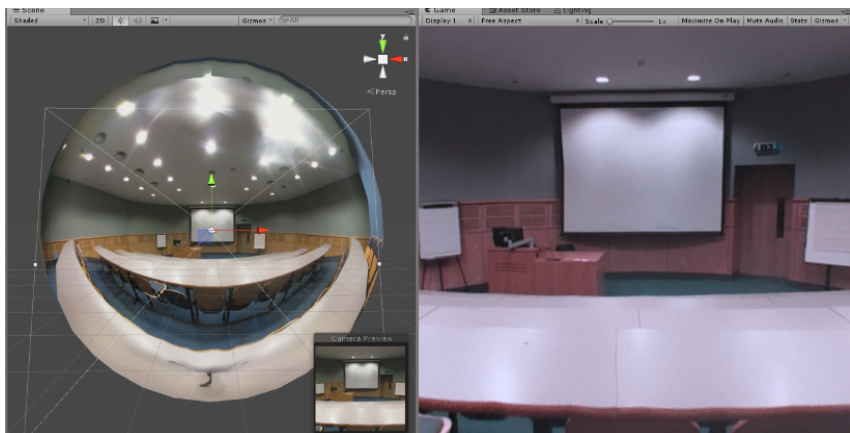 Scene
Shaded
2D
Gizmos
All
y
x
Persp
Camera Preview
Game
Asset Store
Lighting
Display 1
Free Aspect
Scale
1x
Maximize On Play
Mute Audio
Stats
Gizmos